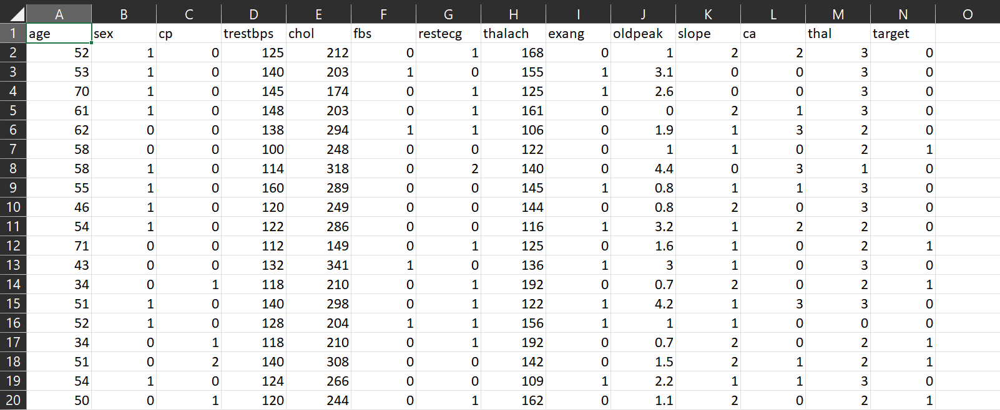 A B C D E F G H I J K L M N O
1 age sex cp trestbps chol fbs restecg thalach exang oldpeak slope ca thal target
2 52 1 0 125 212 0 1 168 0 1 2 2 3 0
3 53 1 0 140 203 1 0 155 1 3.1 0 0 3 0
4 70 1 0 145 174 0 1 125 1 2.6 0 0 3 0
5 61 1 0 148 203 0 1 161 0 0 2 1 3 0
6 62 0 0 138 294 1 1 106 0 1.9 1 3 2 0
7 58 0 0 100 248 0 0 122 0 1 1 0 2 1
8 58 1 0 114 318 0 2 140 0 4.4 0 3 1 0
9 55 1 0 160 289 0 0 145 1 0.8 1 1 3 0
10 46 1 0 120 249 0 0 144 0 0.8 2 0 3 0
11 54 1 0 122 286 0 0 116 1 3.2 1 2 2 0
12 71 0 0 112 149 0 1 125 0 1.6 1 0 2 1
13 43 0 0 132 341 1 0 136 1 3 1 0 3 0
14 34 0 1 118 210 0 1 192 0 0.7 2 0 2 1
15 51 1 0 140 298 0 1 122 1 4.2 1 3 3 0
16 52 1 0 128 204 1 1 156 1 1 1 0 0 0
17 34 0 1 118 210 0 1 192 0 0.7 2 0 2 1
18 51 0 2 140 308 0 0 142 0 1.5 2 1 2 1
19 54 1 0 124 266 0 0 109 1 2.2 1 1 3 0
20 50 0 1 120 244 0 1 162 0 1.1 2 0 2 1